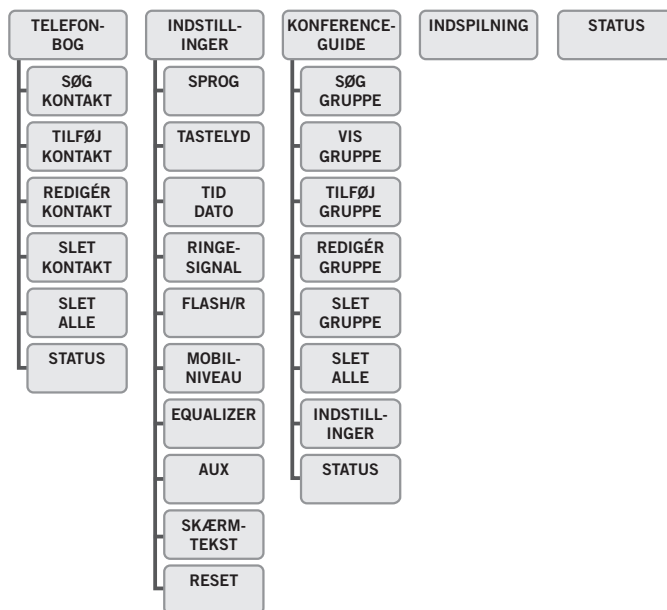 TELEFON-
BOG
SØG
KONTAKT
TILFØJ
KONTAKT
REDIGÉR
KONTAKT
SLET
KONTAKT
SLET
ALLE
STATUS
INDSTILL-
INGER
SPROG
TASTELYD
TID
DATO
RINGE-
SIGNAL
FLASH/R
MOBIL-
NIVEAU
EQUALIZER
AUX
SKÆRM-
TEKST
RESET
KONFERENCE-
GUIDE
SØG
GRUPPE
VIS
GRUPPE
TILFØJ
GRUPPE
REDIGÉR
GRUPPE
SLET
GRUPPE
SLET
ALLE
INDSTILL-
INGER
STATUS
INDSPILNING
STATUS